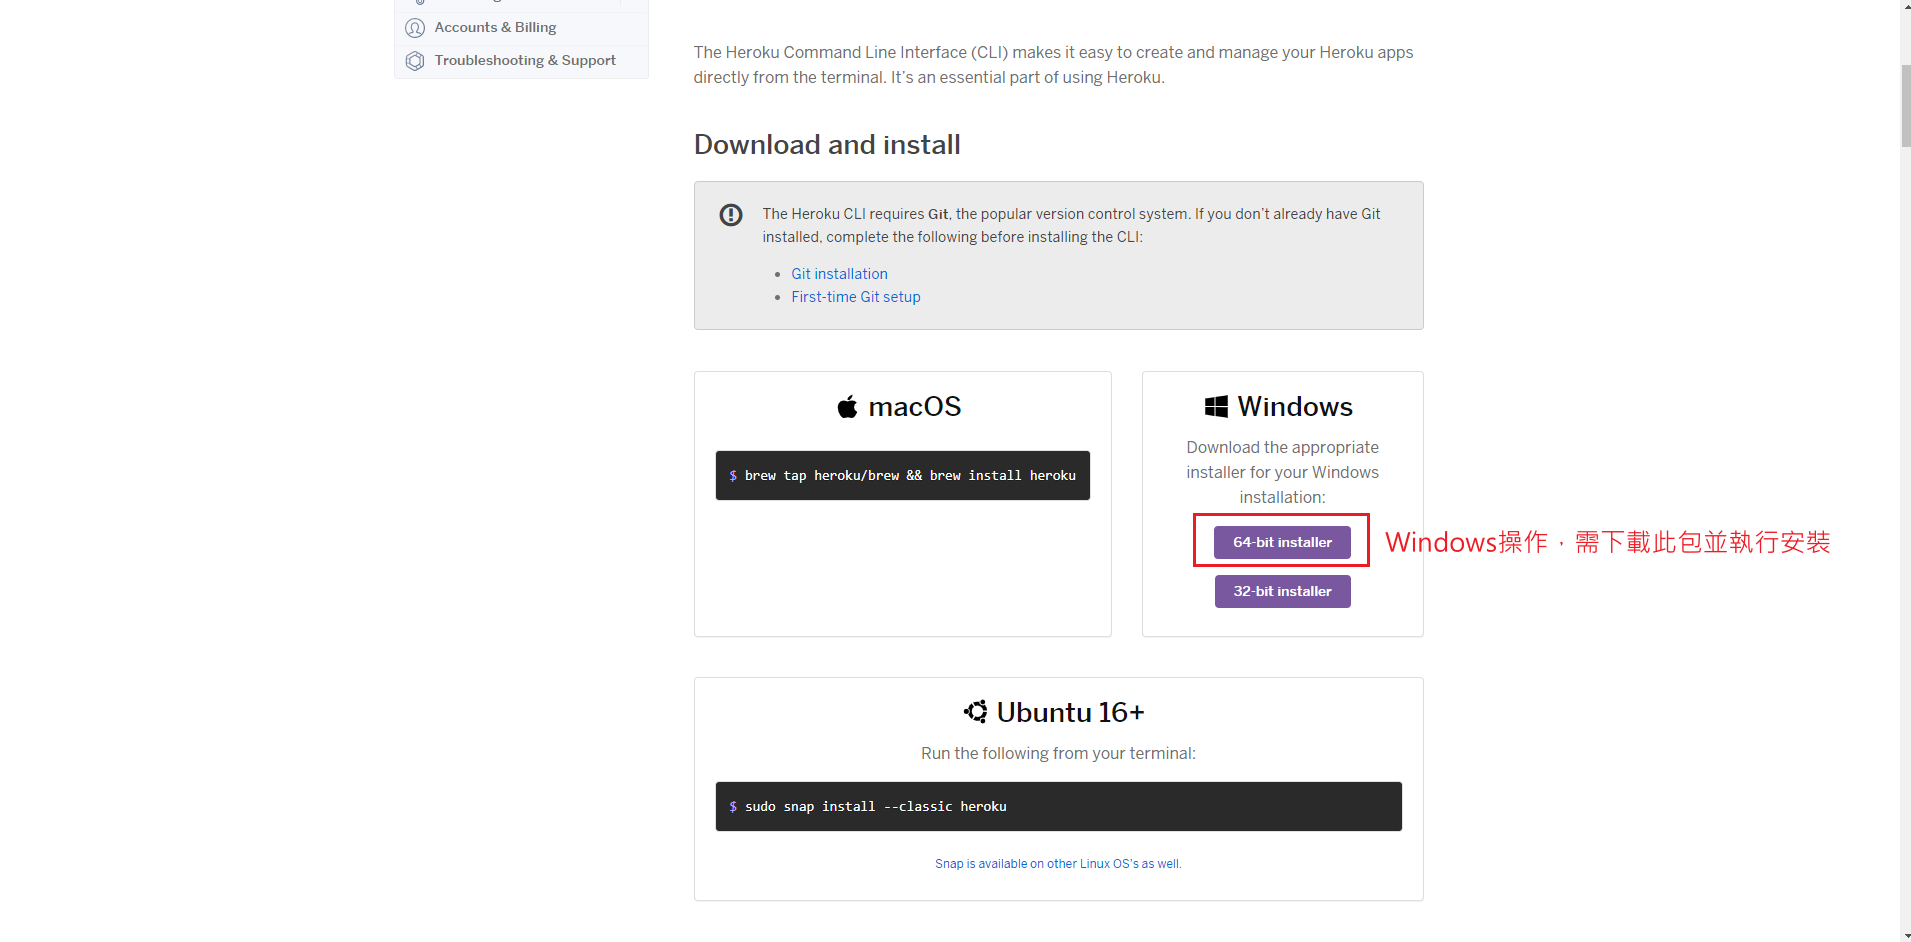 Accounts & Billing
Troubleshooting & Support
The Heroku Command Line Interface (CLI) makes it easy to create and manage your Heroku apps
directly from the terminal. It’s an essential part of using Heroku.
Download and install
The Heroku CLI requires Git, the popular version control system. If you don’t already have Git
installed, complete the following before installing the CLI:
• Git installation
• First-time Git setup
macOS
$ brew tap heroku/brew && brew install heroku
Windows
Download the appropriate
installer for your Windows
installation:
64-bit installer
Windows操作，需下載此包並執行安裝
32-bit installer
Ubuntu 16+
Run the following from your terminal:
$ sudo snap install --classic heroku
Snap is available on other Linux OS’s as well.